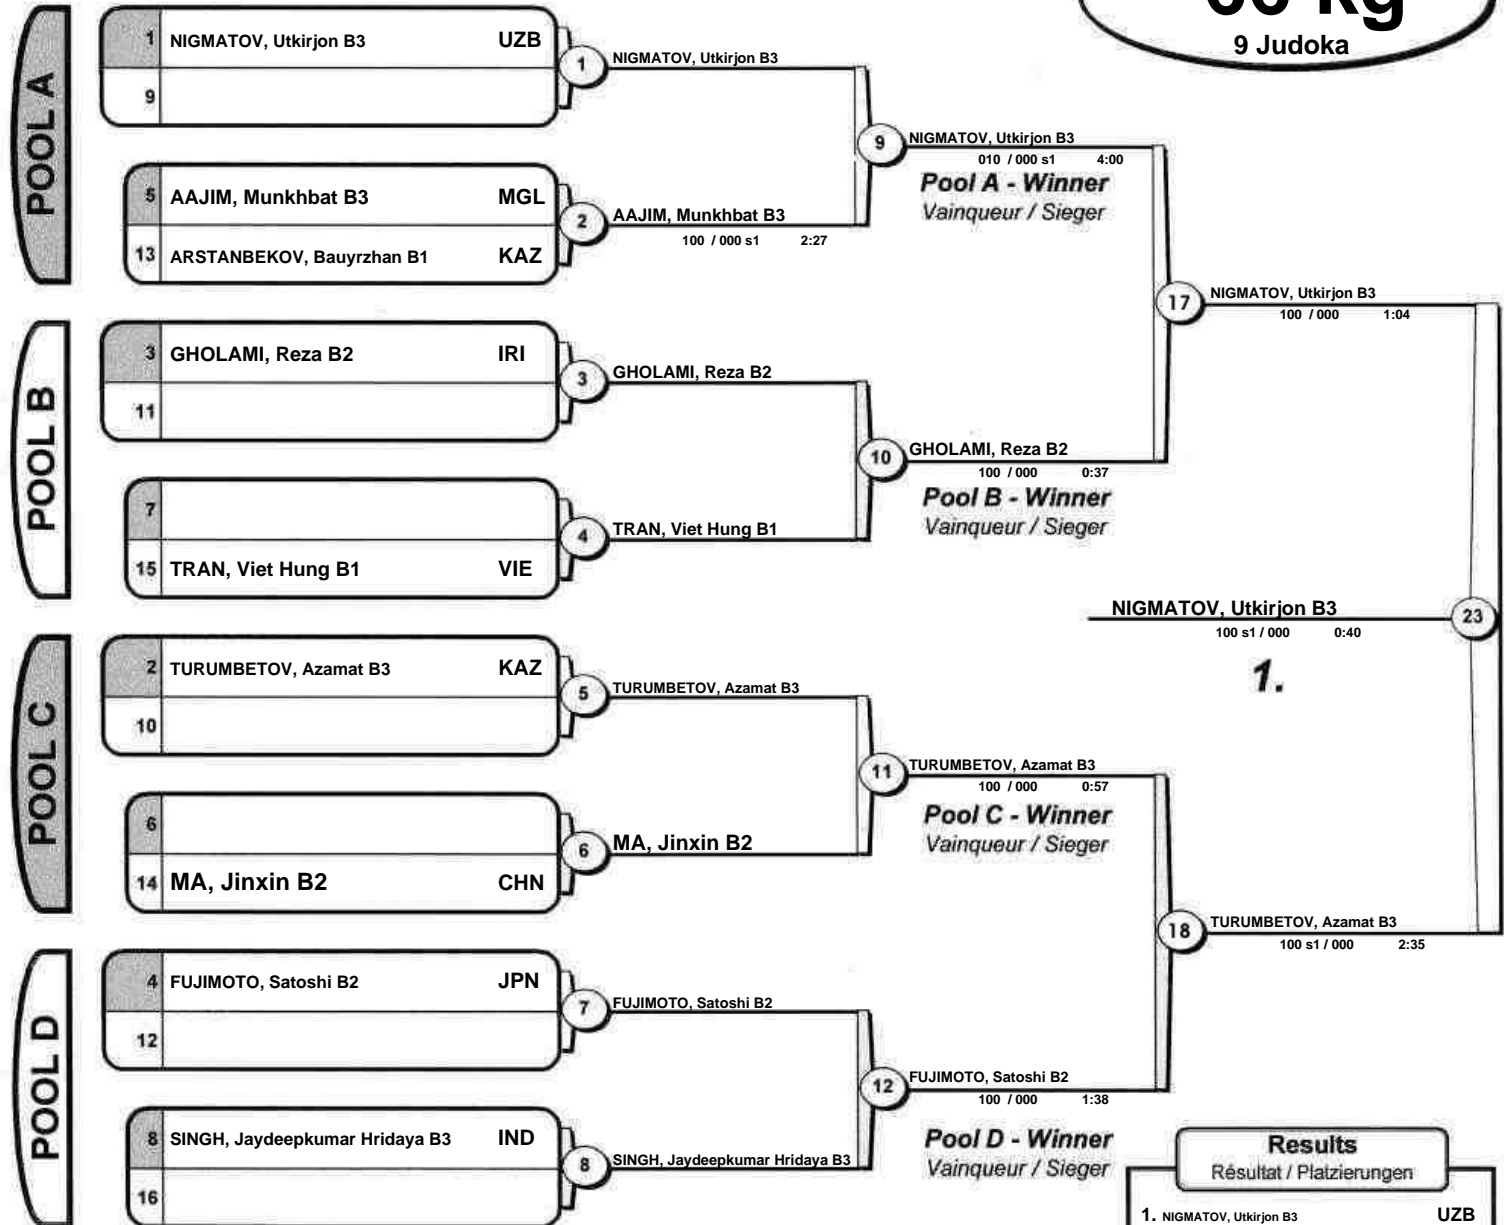 9 Judoka
POOL A
1 NIGMATOV, Utkirjon B3 UZB
9
1 NIGMATOV, Utkirjon B3
5 AAJIM, Munkhbat B3 MGL
13 ARSTANBEKOV, Bauyrzhan B1 KAZ
2 AAJIM, Munkhbat B3
100 / 000 s1 2:27
9 NIGMATOV, Utkirjon B3
010 / 000 s1 4:00
Pool A - Winner
Vainqueur / Sieger
POOL B
3 GHOLAMI, Reza B2 IRI
11
3 GHOLAMI, Reza B2
7
15 TRAN, Viet Hung B1 VIE
4 TRAN, Viet Hung B1
10 GHOLAMI, Reza B2
100 / 000 0:37
Pool B - Winner
Vainqueur / Sieger
17 NIGMATOV, Utkirjon B3
100 / 000 1:04
NIGMATOV, Utkirjon B3 23
100 s1 / 000 0:40
1.
POOL C
2 TURUMBETOV, Azamat B3 KAZ
10
5 TURUMBETOV, Azamat B3
6
14 MA, Jinxin B2 CHN
6 MA, Jinxin B2
11 TURUMBETOV, Azamat B3
100 / 000 0:57
Pool C - Winner
Vainqueur / Sieger
18 TURUMBETOV, Azamat B3
100 s1 / 000 2:35
POOL D
4 FUJIMOTO, Satoshi B2 JPN
12
7 FUJIMOTO, Satoshi B2
8 SINGH, Jaydeepkumar Hridaya B3 IND
16
8 SINGH, Jaydeepkumar Hridaya B3
12 FUJIMOTO, Satoshi B2
100 / 000 1:38
Pool D - Winner
Vainqueur / Sieger
Results
Résultat / Platzierungen
1. NIGMATOV, Utkirjon B3 UZB